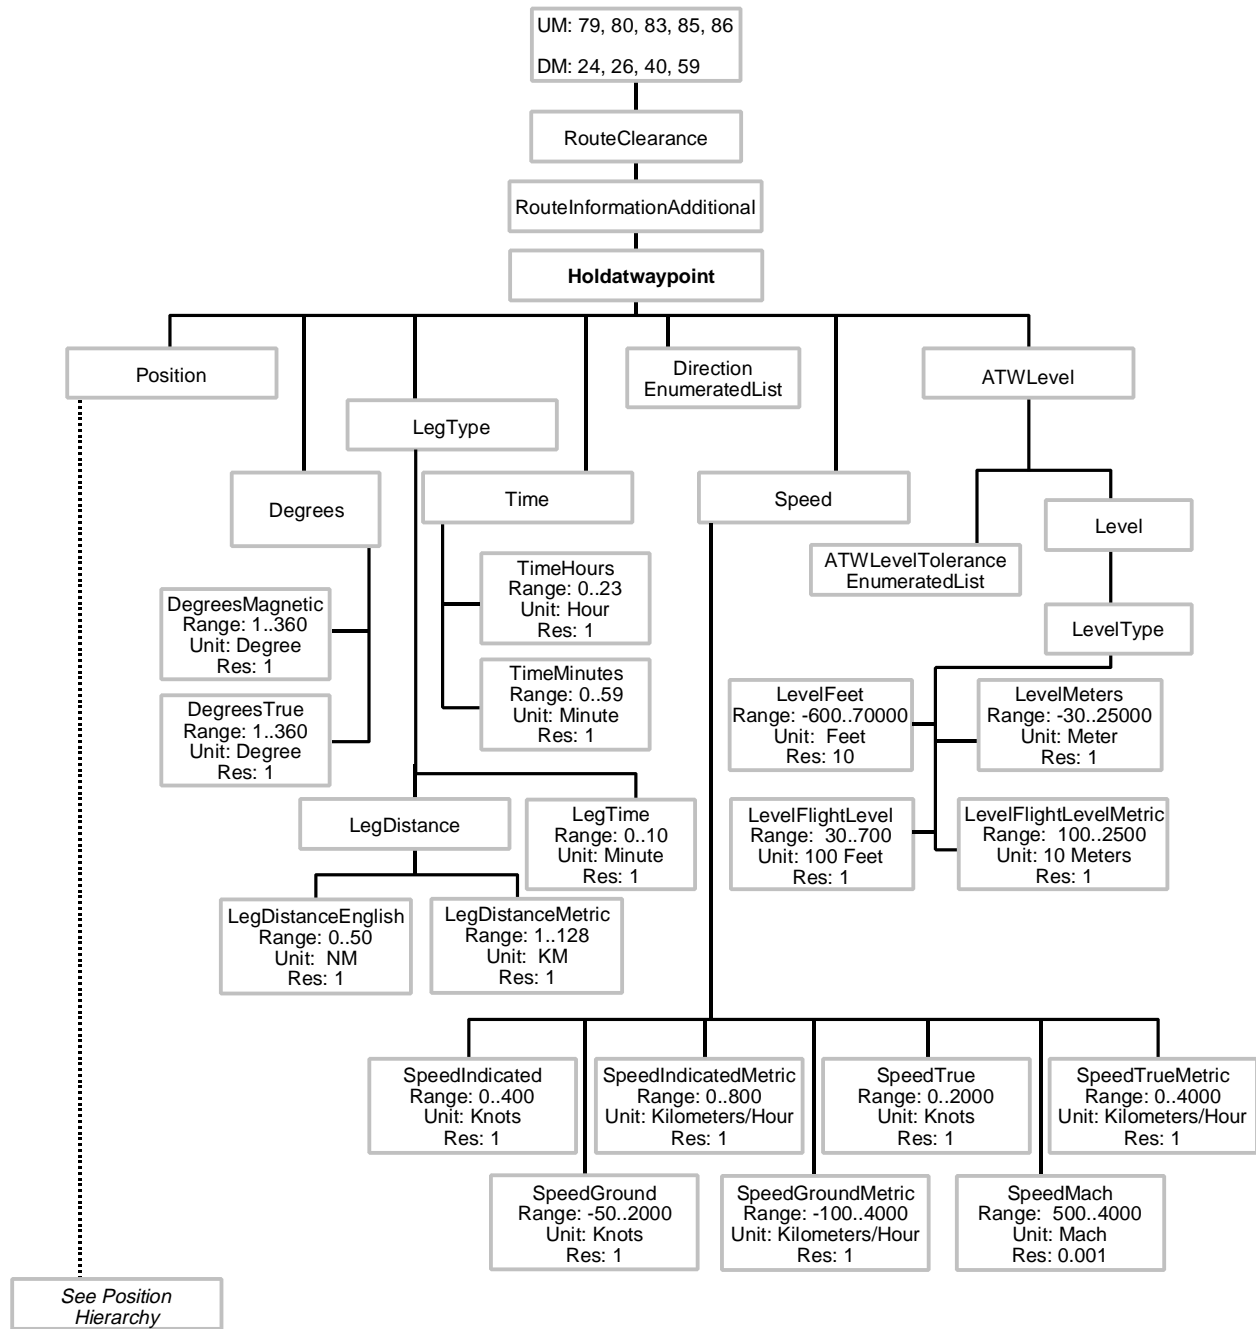 UM: 79, 80, 83, 85, 86
DM: 24, 26, 40, 59
RouteClearance
RouteInformationAdditional
Holdatwaypoint
Position
Direction
EnumeratedList
ATWLevel
LegType
Degrees
Time
Speed
Level
ATWLevelTolerance
EnumeratedList
TimeHours
Range: 0..23
Unit: Hour
Res: 1
DegreesMagnetic
Range: 1..360
Unit: Degree
Res: 1
LevelType
TimeMinutes
Range: 0..59
Unit: Minute
Res: 1
DegreesTrue
Range: 1..360
Unit: Degree
Res: 1
LevelFeet
Range: -600..70000
Unit: Feet
Res: 10
LevelMeters
Range: -30..25000
Unit: Meter
Res: 1
LegDistance
LegTime
Range: 0..10
Unit: Minute
Res: 1
LevelFlightLevel
Range: 30..700
Unit: 100 Feet
Res: 1
LevelFlightLevelMetric
Range: 100..2500
Unit: 10 Meters
Res: 1
LegDistanceEnglish
Range: 0..50
Unit: NM
Res: 1
LegDistanceMetric
Range: 1..128
Unit: KM
Res: 1
SpeedIndicated
Range: 0..400
Unit: Knots
Res: 1
SpeedIndicatedMetric
Range: 0..800
Unit: Kilometers/Hour
Res: 1
SpeedTrue
Range: 0..2000
Unit: Knots
Res: 1
SpeedTrueMetric
Range: 0..4000
Unit: Kilometers/Hour
Res: 1
SpeedGround
Range: -50..2000
Unit: Knots
Res: 1
SpeedGroundMetric
Range: -100..4000
Unit: Kilometers/Hour
Res: 1
SpeedMach
Range: 500..4000
Unit: Mach
Res: 0.001
See Position
Hierarchy